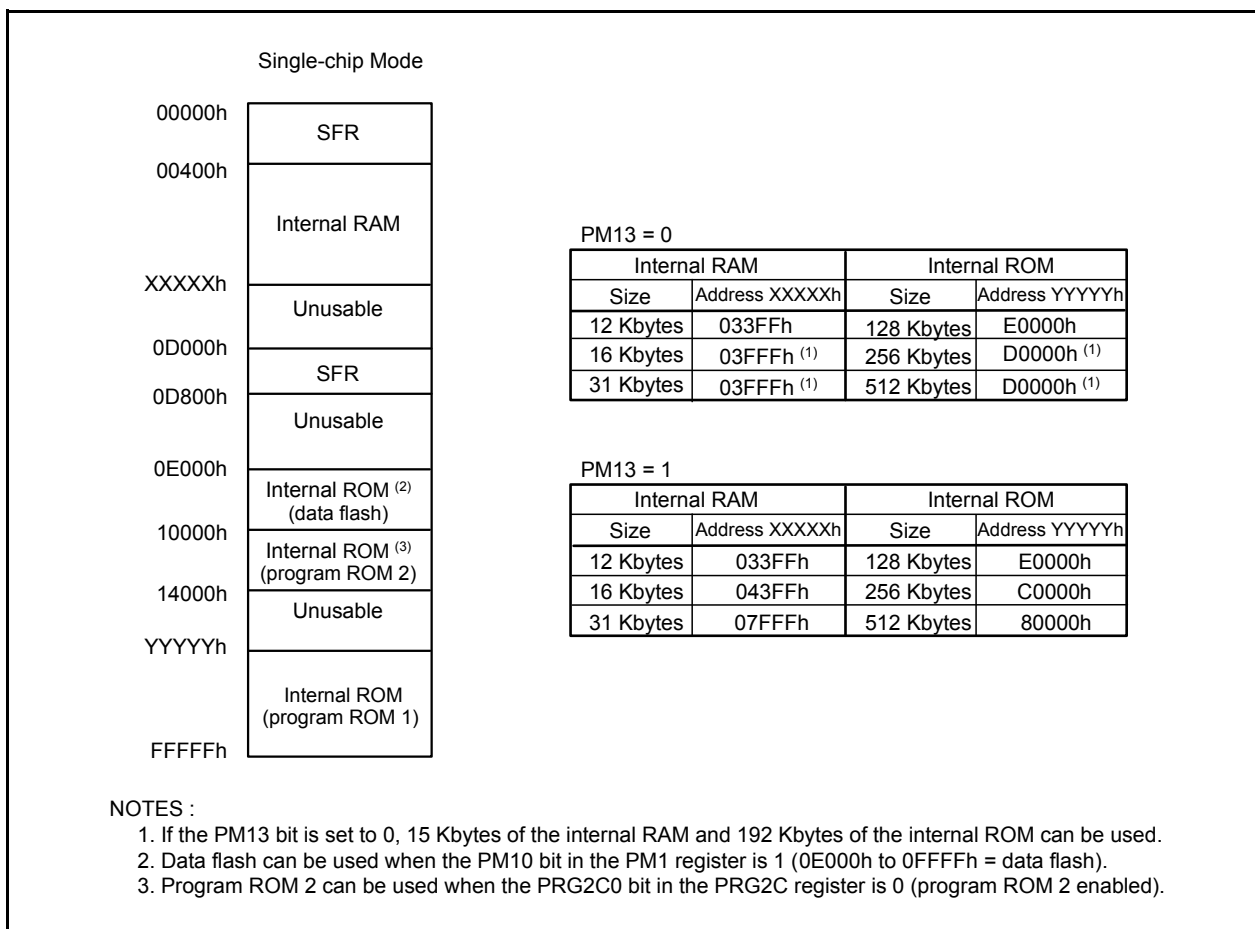 Single-chip Mode
00000h
SFR
00400h
Internal RAM
XXXXXh
Unusable
0D000h
SFR
0D800h
Unusable
0E000h
Internal ROM (2)
(data flash)
10000h
Internal ROM (3)
(program ROM 2)
14000h
Unusable
YYYYYh
Internal ROM
(program ROM 1)
FFFFFh
PM13 = 0
Internal RAM Internal ROM
Size Address XXXXXh Size Address YYYYYh
12 Kbytes 033FFh 128 Kbytes E0000h
16 Kbytes 03FFFh (1) 256 Kbytes D0000h (1)
31 Kbytes 03FFFh (1) 512 Kbytes D0000h (1)
PM13 = 1
Internal RAM Internal ROM
Size Address XXXXXh Size Address YYYYYh
12 Kbytes 033FFh 128 Kbytes E0000h
16 Kbytes 043FFh 256 Kbytes C0000h
31 Kbytes 07FFFh 512 Kbytes 80000h
NOTES :
1. If the PM13 bit is set to 0, 15 Kbytes of the internal RAM and 192 Kbytes of the internal ROM can be used.
2. Data flash can be used when the PM10 bit in the PM1 register is 1 (0E000h to 0FFFFh = data flash).
3. Program ROM 2 can be used when the PRG2C0 bit in the PRG2C register is 0 (program ROM 2 enabled).